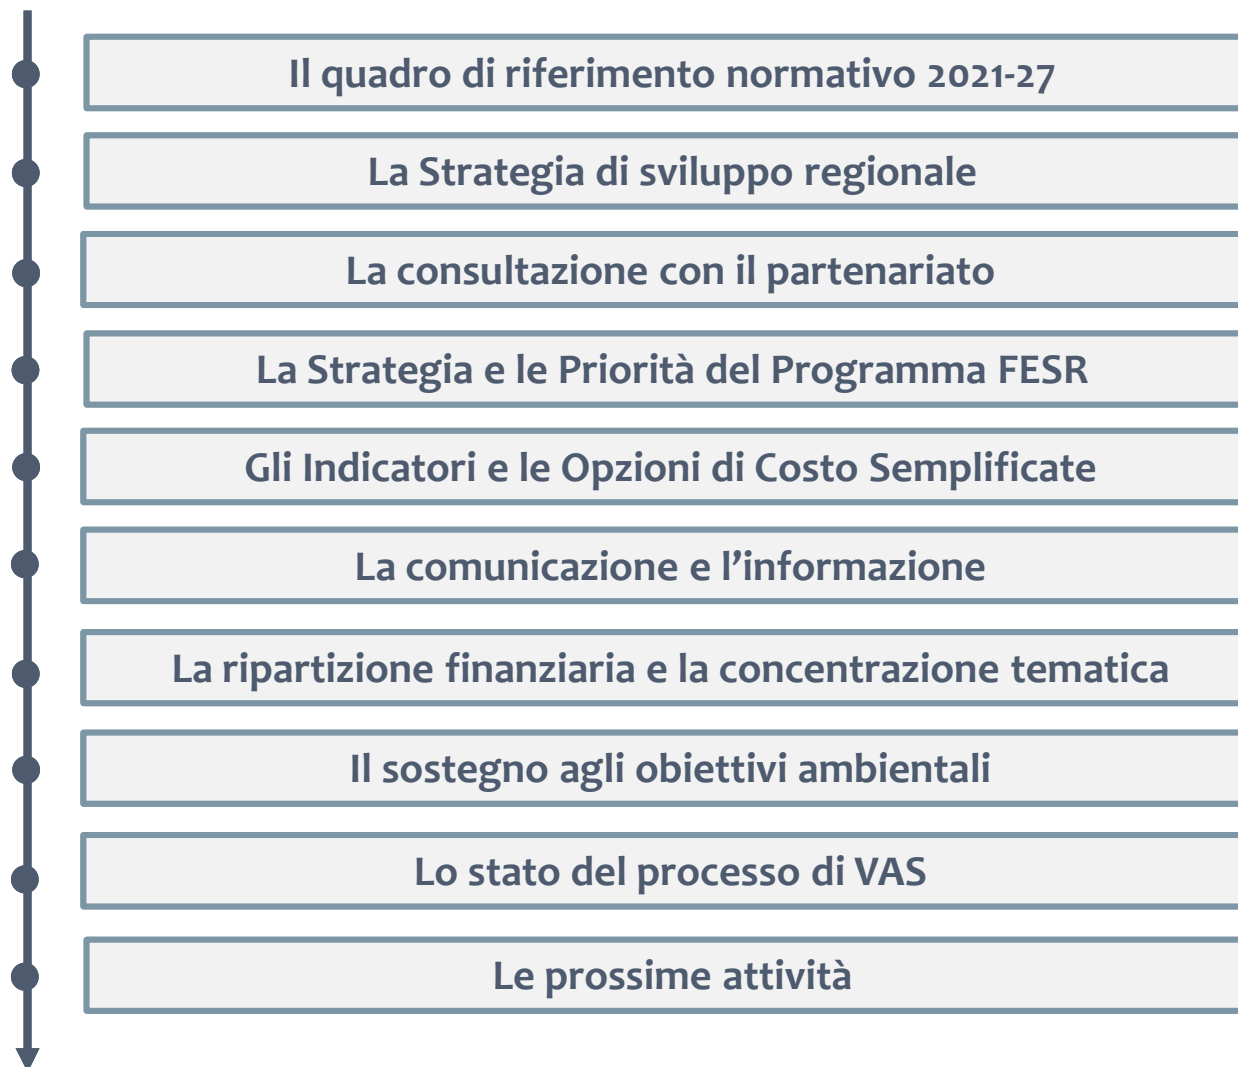 Il quadro di riferimento normativo 2021-27
La Strategia di sviluppo regionale
La consultazione con il partenariato
La Strategia e le Priorità del Programma FESR
Gli Indicatori e le Opzioni di Costo Semplificate
La comunicazione e l’informazione
La ripartizione finanziaria e la concentrazione tematica
Il sostegno agli obiettivi ambientali
Lo stato del processo di VAS
Le prossime attività